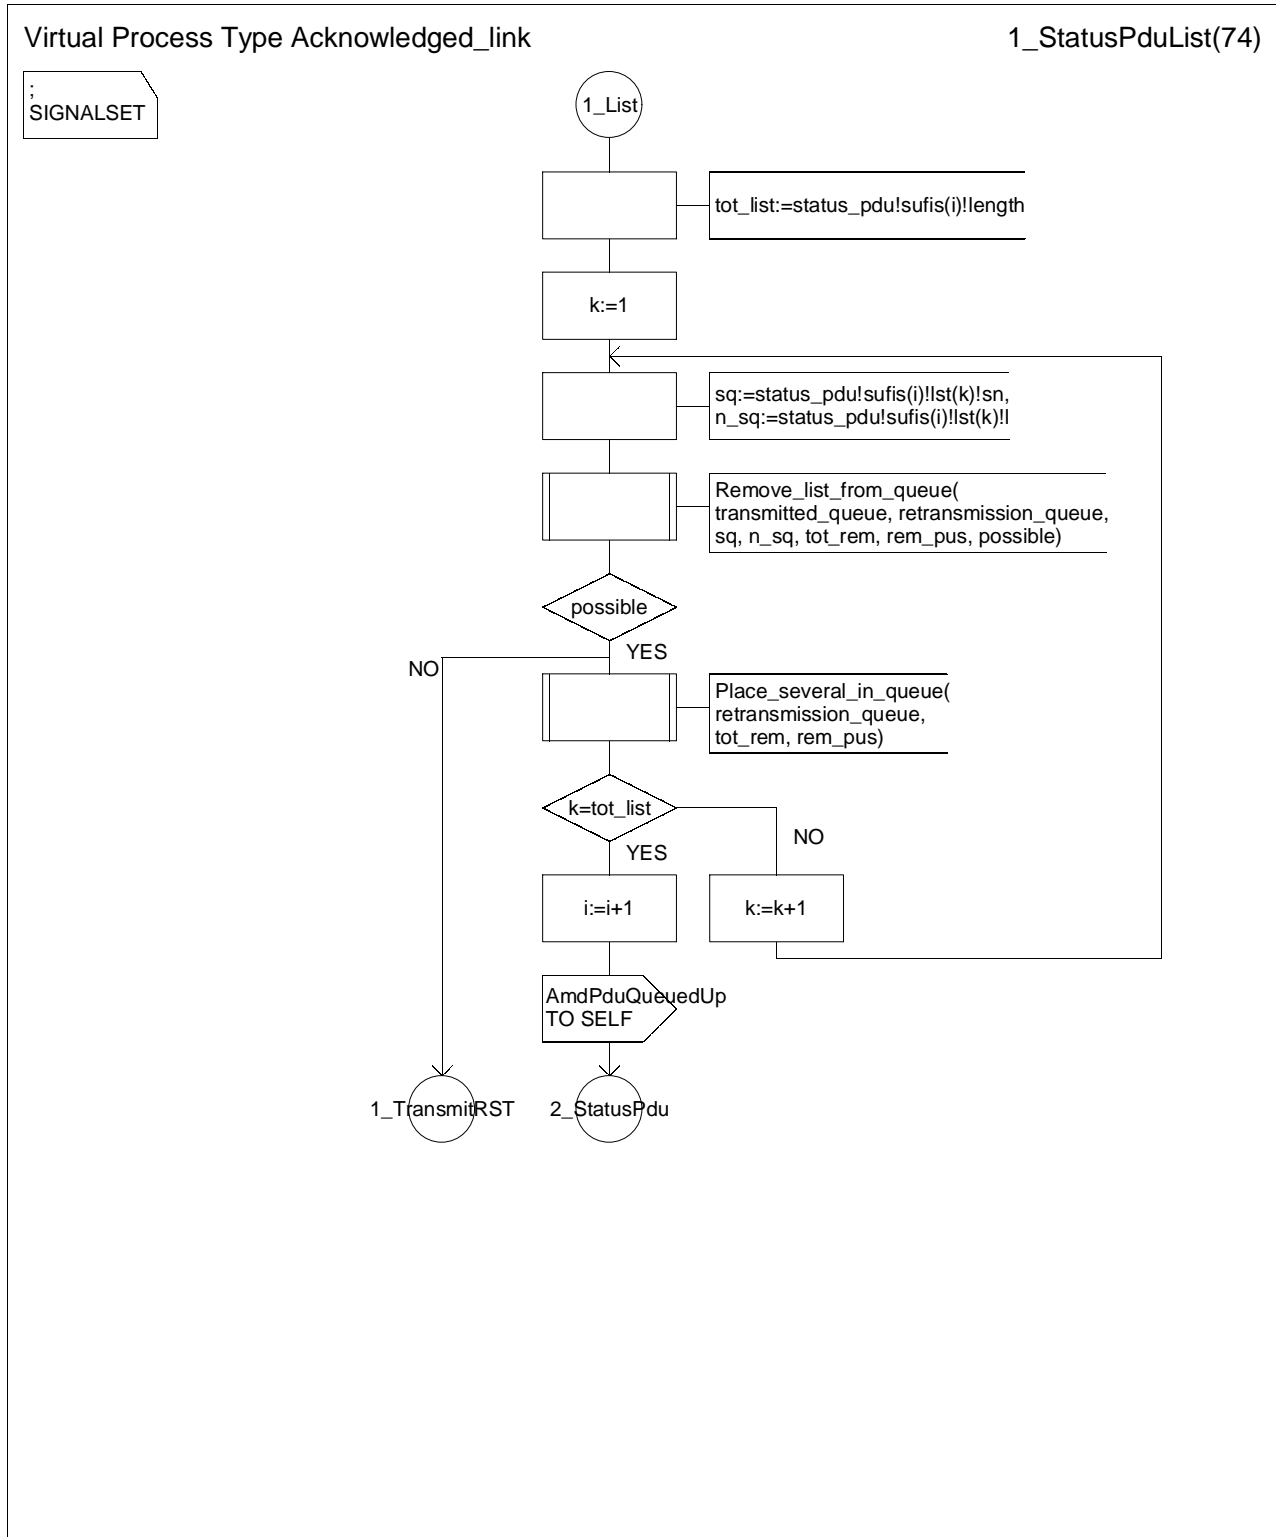 Virtual Process Type Acknowledged_link
1_StatusPduList(74)
;
SIGNALSET
1_List
tot_list:=status_pdu!sufis(i)!length
k:=1
sq:=status_pdu!sufis(i)!lst(k)!sn,
n_sq:=status_pdu!sufis(i)!lst(k)!l
Remove_list_from_queue(
transmitted_queue, retransmission_queue,
sq, n_sq, tot_rem, rem_pus, possible)
possible
YES
NO
Place_several_in_queue(
retransmission_queue,
tot_rem, rem_pus)
k=tot_list
NO
YES
i:=i+1
k:=k+1
AmdPduQueuedUp
TO SELF
1_TransmitRST
2_StatusPdu